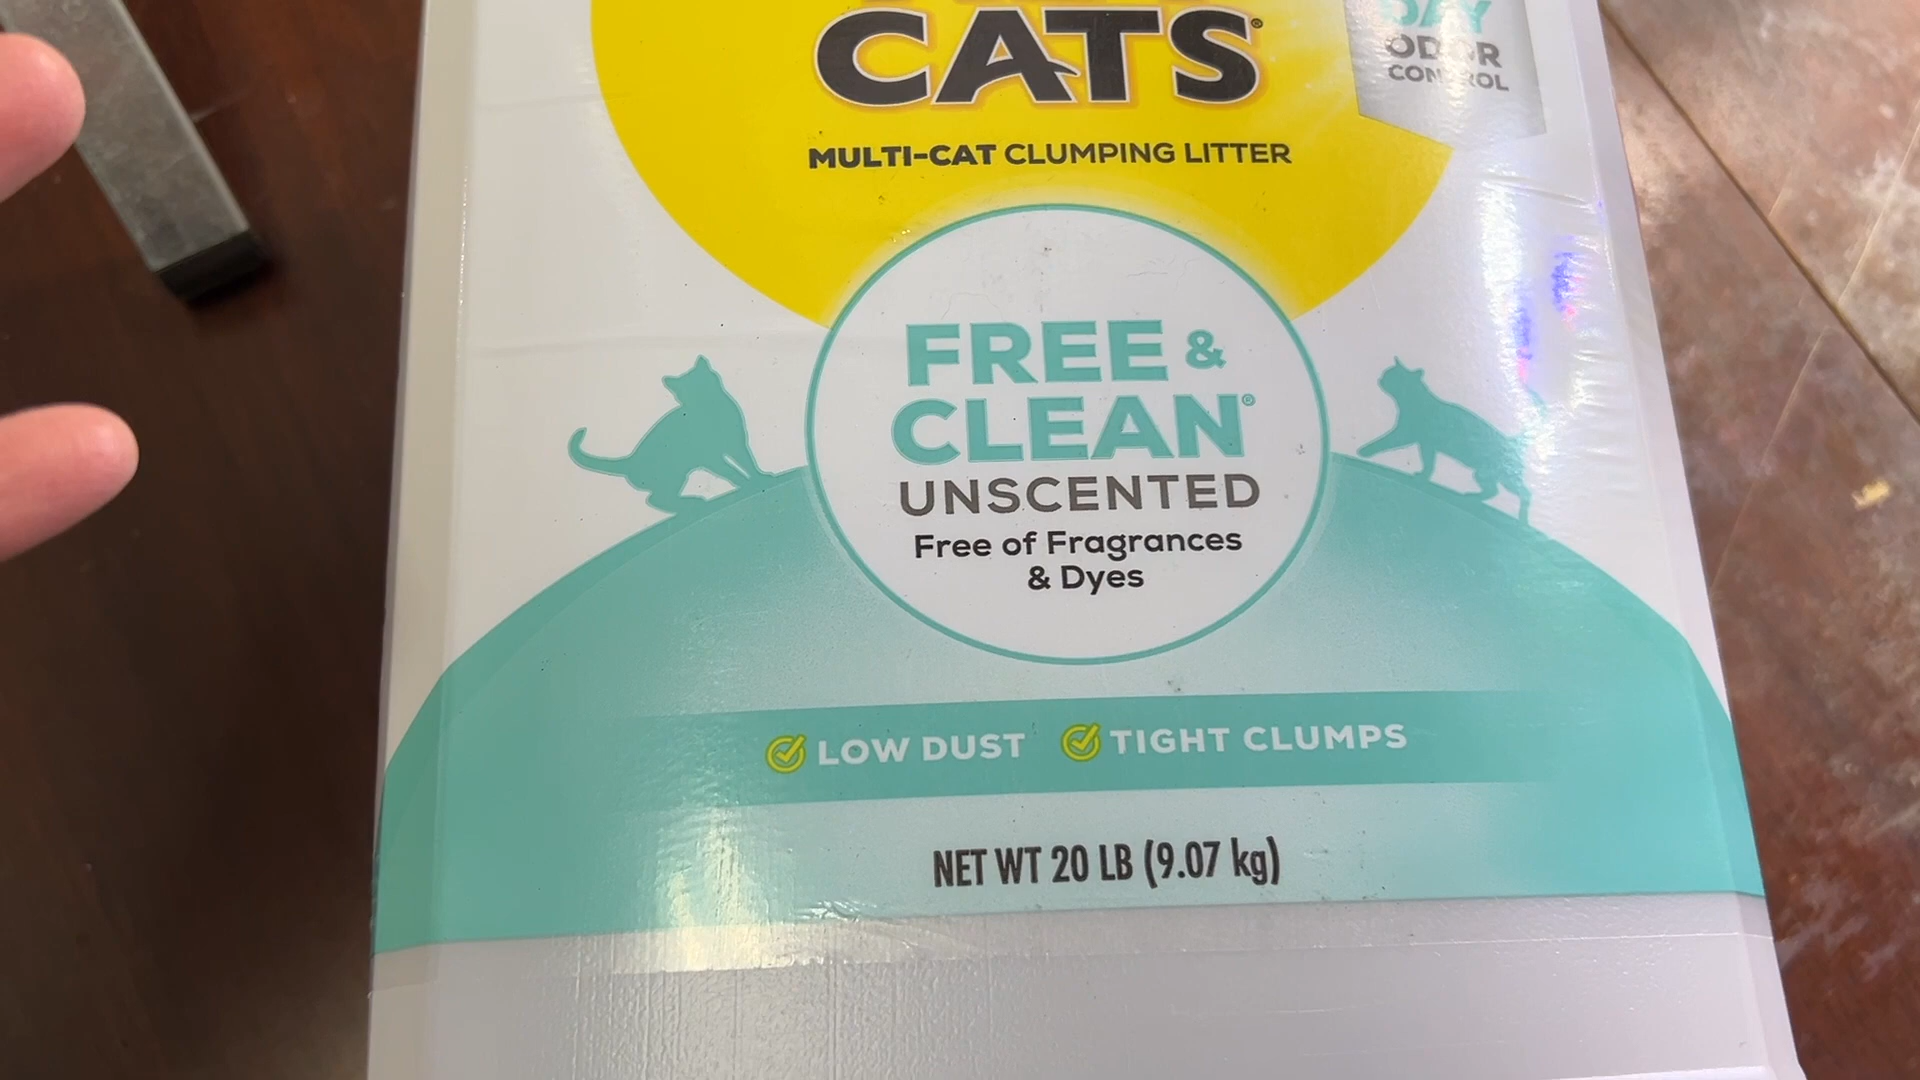 CATS®
MULTI-CAT CLUMPING LITTER
DAY
ODOR
CONTROL
FREE &
CLEAN®
UNSCENTED
Free of Fragrances
& Dyes
LOW DUST
TIGHT CLUMPS
NET WT 20 LB (9.07 kg)